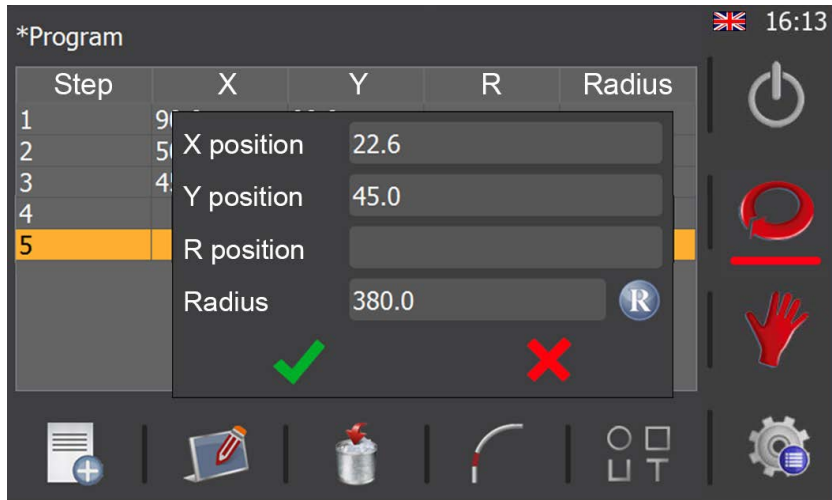 *Program
16:13
Step X Y R Radius
1
2
3
4
5
X position 22.6
Y position 45.0
R position
Radius 380.0 R